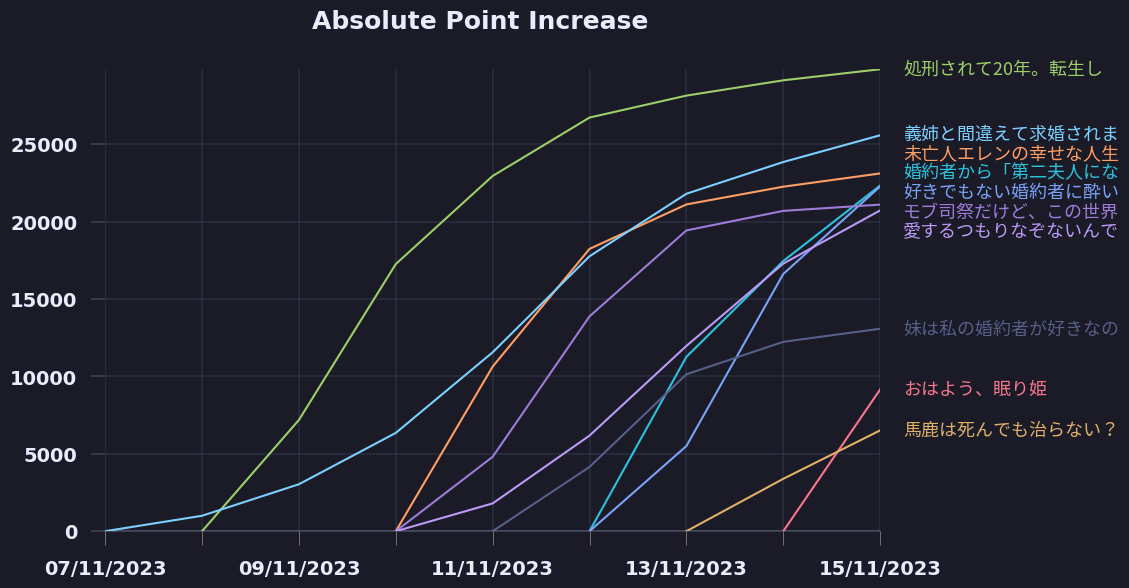 Absolute Point Increase
処刑されて20年。転生し
義姉と間違えて求婚されま
25000
未亡人エレンの幸せな人生
婚約者から「第二夫人にな
好きでもない婚約者に酔い
モブ司祭だけど、この世界
20000
愛するつもりなぞないんで
15000
妹は私の婚約者が好きなの
10000
おはよう、眠り姫
馬鹿は死んでも治らない？
5000
0
07/11/2023 09/11/2023 11/11/2023 13/11/2023 15/11/2023